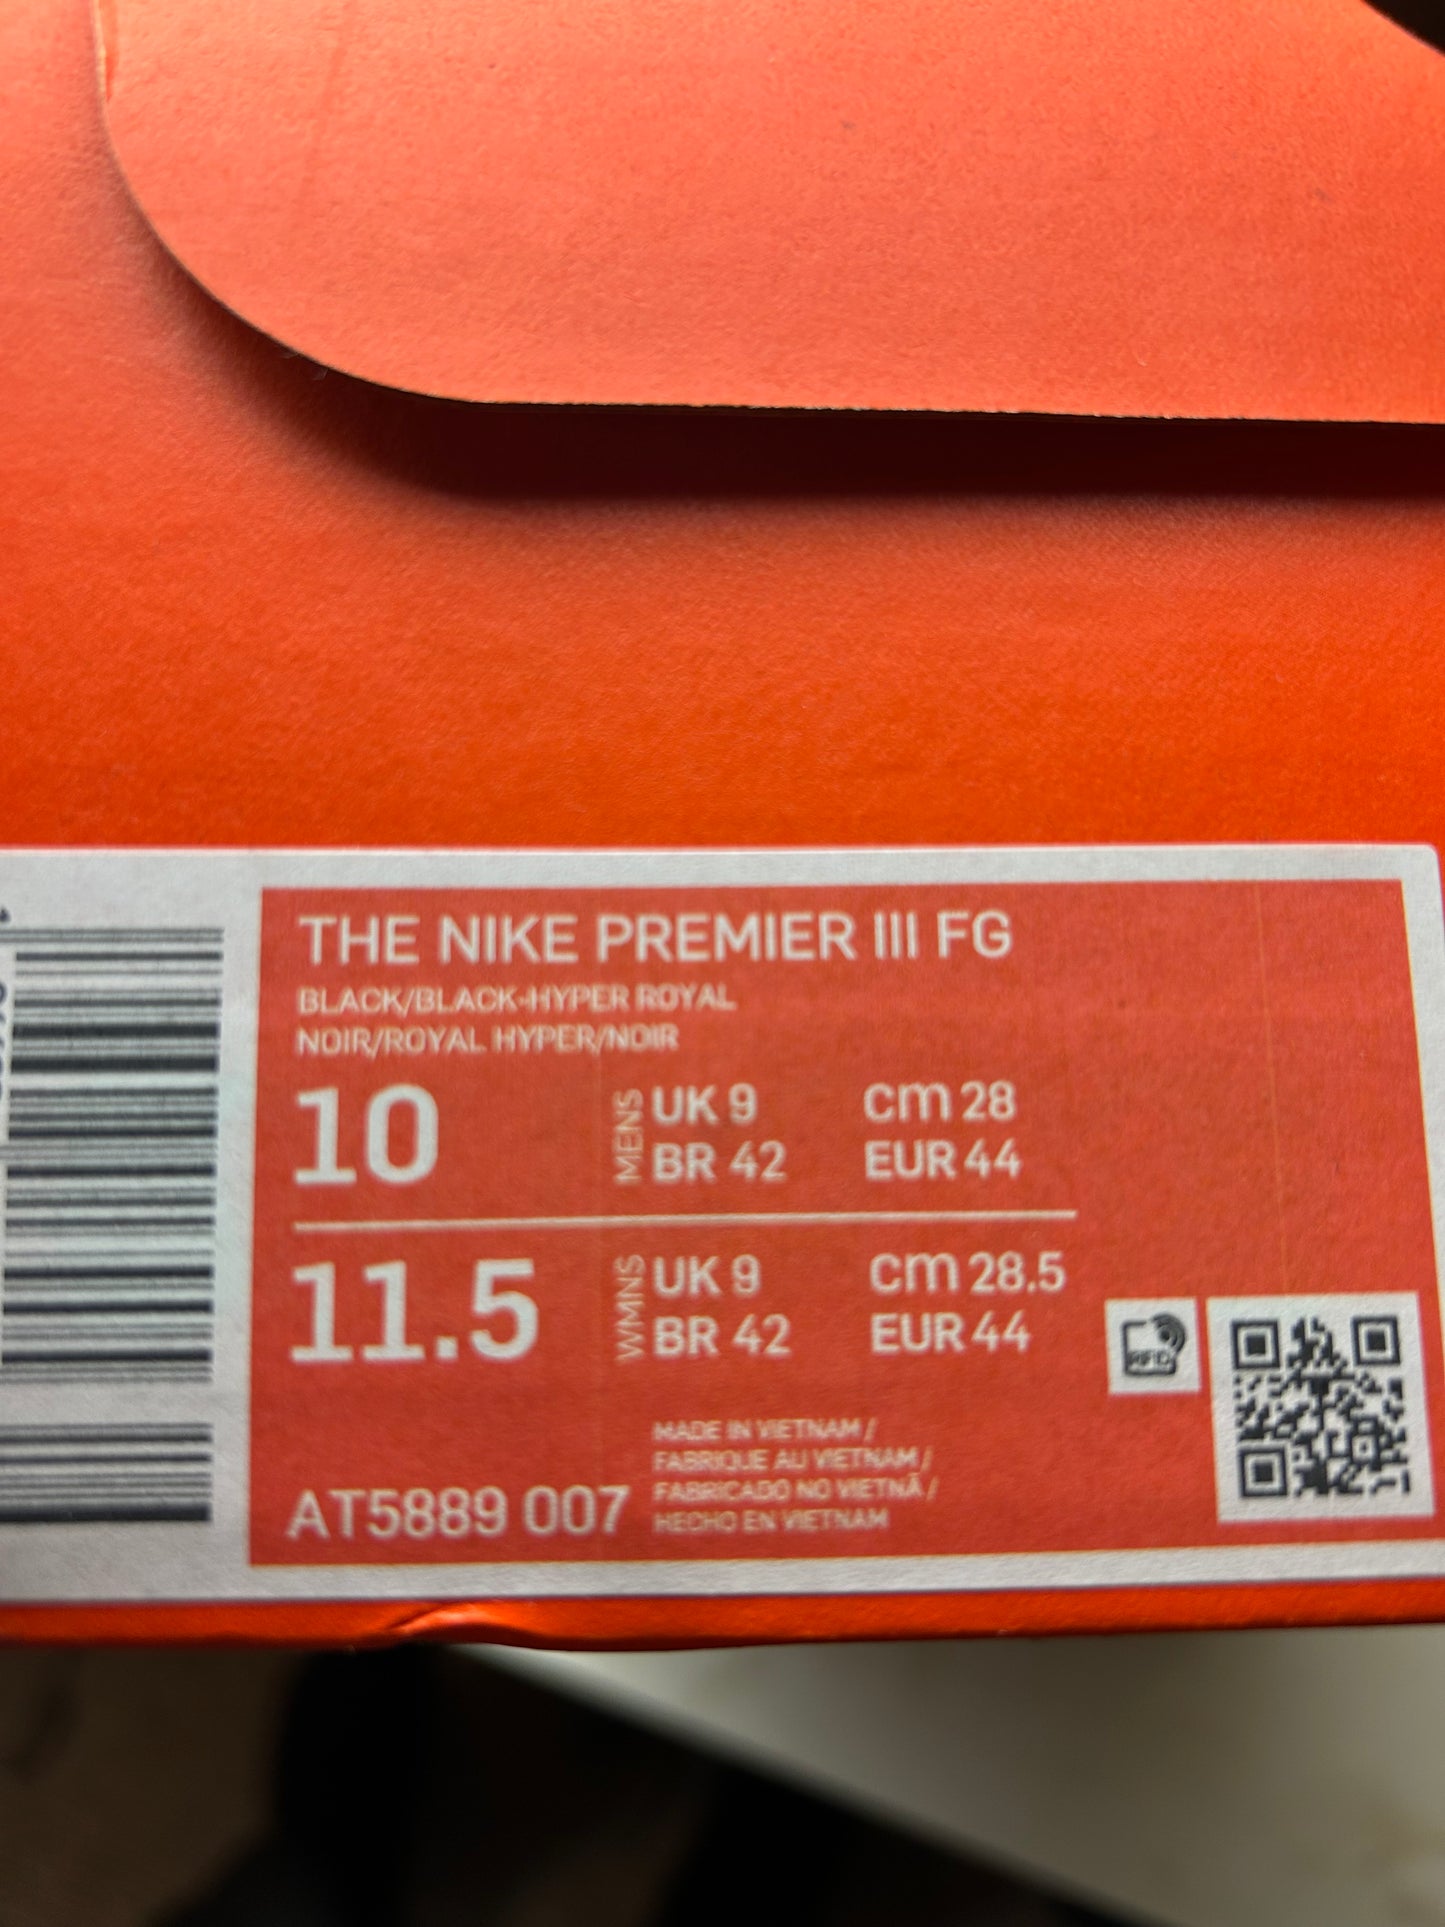 THE NIKE PREMIER III FG
BLACK/BLACK-HYPER ROYAL
NOIR/ROYAL HYPER/NOIR
10
MENS
UK 9 cm 28
BR 42 EUR 44
11.5
WMNS
UK 9 cm 28.5
BR 42 EUR 44
RFID
MADE IN VIETNAM /
FABRIQUE AU VIETNAM /
FABRICADO NO VIETNÃ /
HECHO EN VIETNAM
AT5889 007